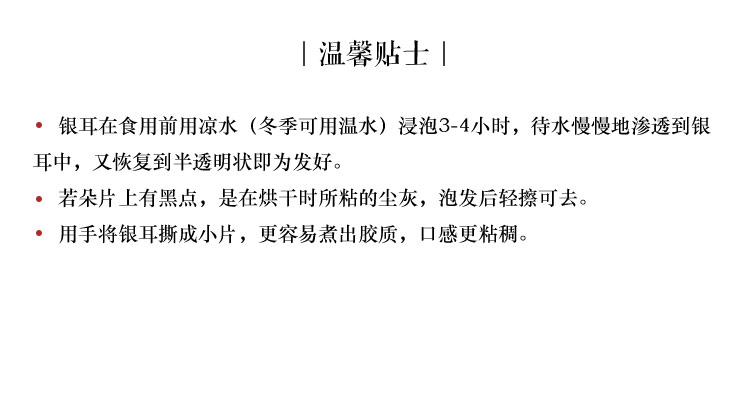 |温馨贴士|
• 银耳在食用前用凉水（冬季可用温水）浸泡3-4小时，待水慢慢地渗透到银
耳中，又恢复到半透明状即为发好。
• 若朵片上有黑点，是在烘干时所粘的尘灰，泡发后轻擦可去。
• 用手将银耳撕成小片，更容易煮出胶质，口感更粘稠。